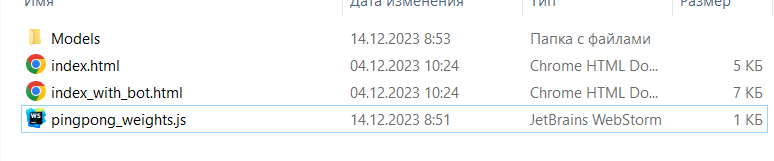 Имя Дата изменения Тип Размер
Models 14.12.2023 8:53 Папка с файлами
index.html 04.12.2023 10:24 Chrome HTML Do... 5 КБ
index_with_bot.html 04.12.2023 10:24 Chrome HTML Do... 7 КБ
WS pingpong_weights.js 14.12.2023 8:51 JetBrains WebStorm 1 КБ